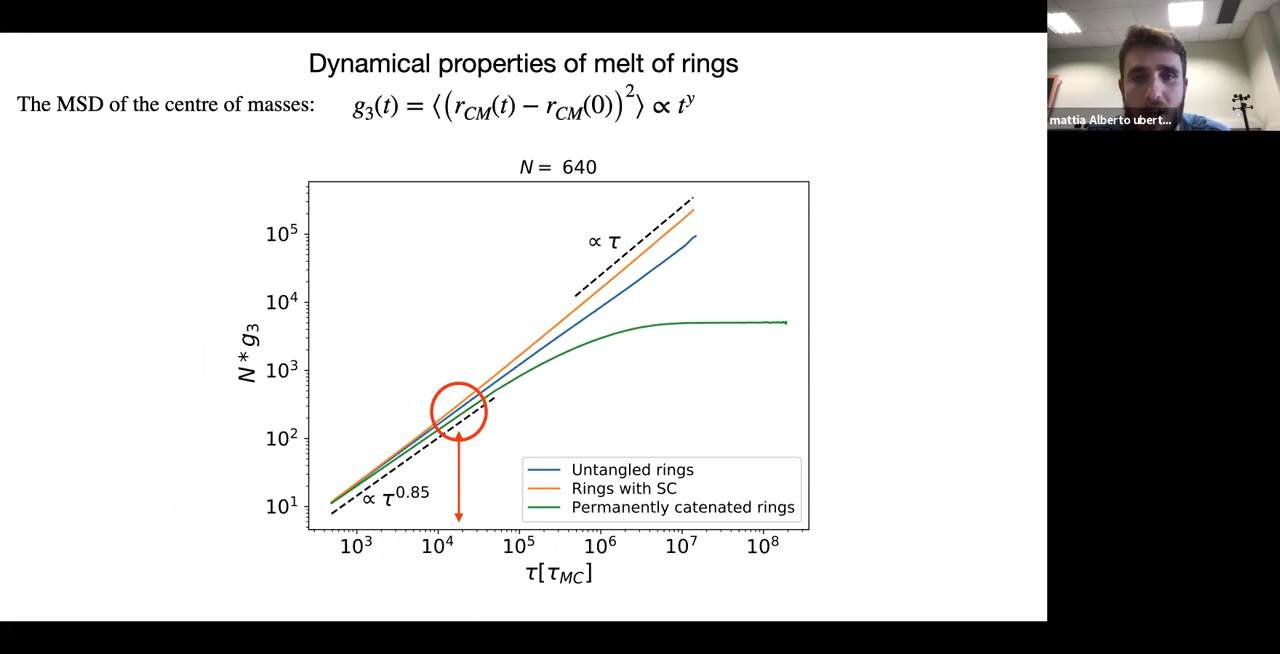 Dynamical properties of melt of rings
The MSD of the centre of masses: g₃(t) = ⟨(r_CM(t) − r_CM(0))²⟩ ∝ t^y
mattia Alberto ubert...
N = 640
10⁵
10⁴
10³
10²
10¹
N * g₃
∝ τ
∝ τ^0.85
Untangled rings
Rings with SC
Permanently catenated rings
10³ 10⁴ 10⁵ 10⁶ 10⁷ 10⁸
τ[τ_MC]